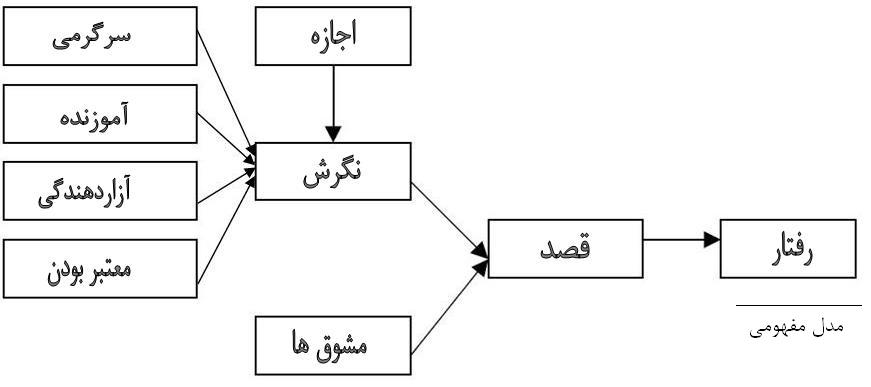 سرگرمی
اجازه
آموزنده
نگرش
آزاردهندگی
قصد
رفتار
معتبر بودن
مشوق ها
مدل مفهومی